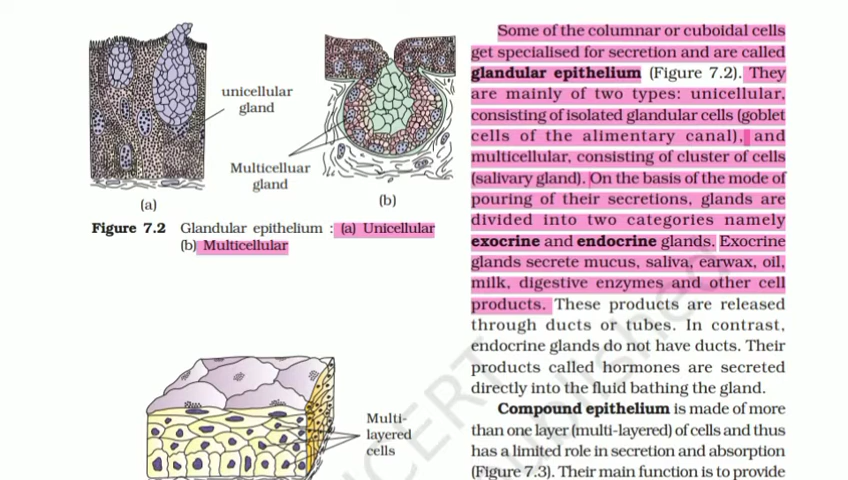 unicellular
gland
Multicelluar
gland
(a)
(b)
Figure 7.2 Glandular epithelium : (a) Unicellular
(b) Multicellular
Multi-
layered
cells
Some of the columnar or cuboidal cells
get specialised for secretion and are called
glandular epithelium (Figure 7.2). They
are mainly of two types: unicellular,
consisting of isolated glandular cells (goblet
cells of the alimentary canal), and
multicellular, consisting of cluster of cells
(salivary gland). On the basis of the mode of
pouring of their secretions, glands are
divided into two categories namely
exocrine and endocrine glands. Exocrine
glands secrete mucus, saliva, earwax, oil,
milk, digestive enzymes and other cell
products. These products are released
through ducts or tubes. In contrast,
endocrine glands do not have ducts. Their
products called hormones are secreted
directly into the fluid bathing the gland.
Compound epithelium is made of more
than one layer (multi-layered) of cells and thus
has a limited role in secretion and absorption
(Figure 7.3). Their main function is to provide